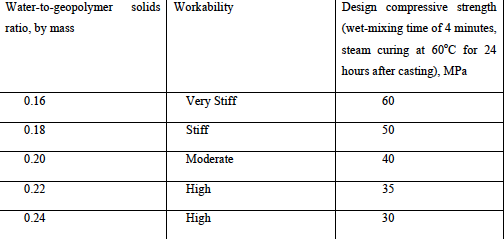 Water-to-geopolymer solids
ratio, by mass
Workability
Design compressive strength
(wet-mixing time of 4 minutes,
steam curing at 60°C for 24
hours after casting), MPa
0.16 Very Stiff 60
0.18 Stiff 50
0.20 Moderate 40
0.22 High 35
0.24 High 30